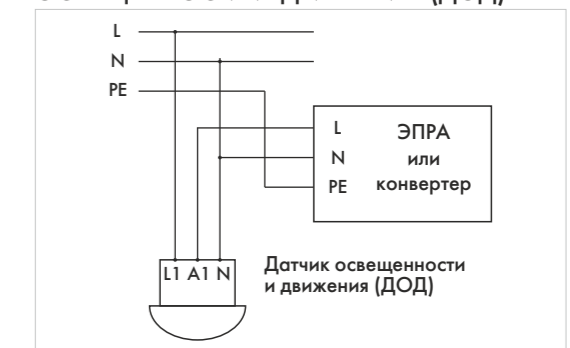 L
N
PE
L ЭПРА
N или
PE конвертер
L1 A1 N
Датчик освещенности
и движения (ДОД)